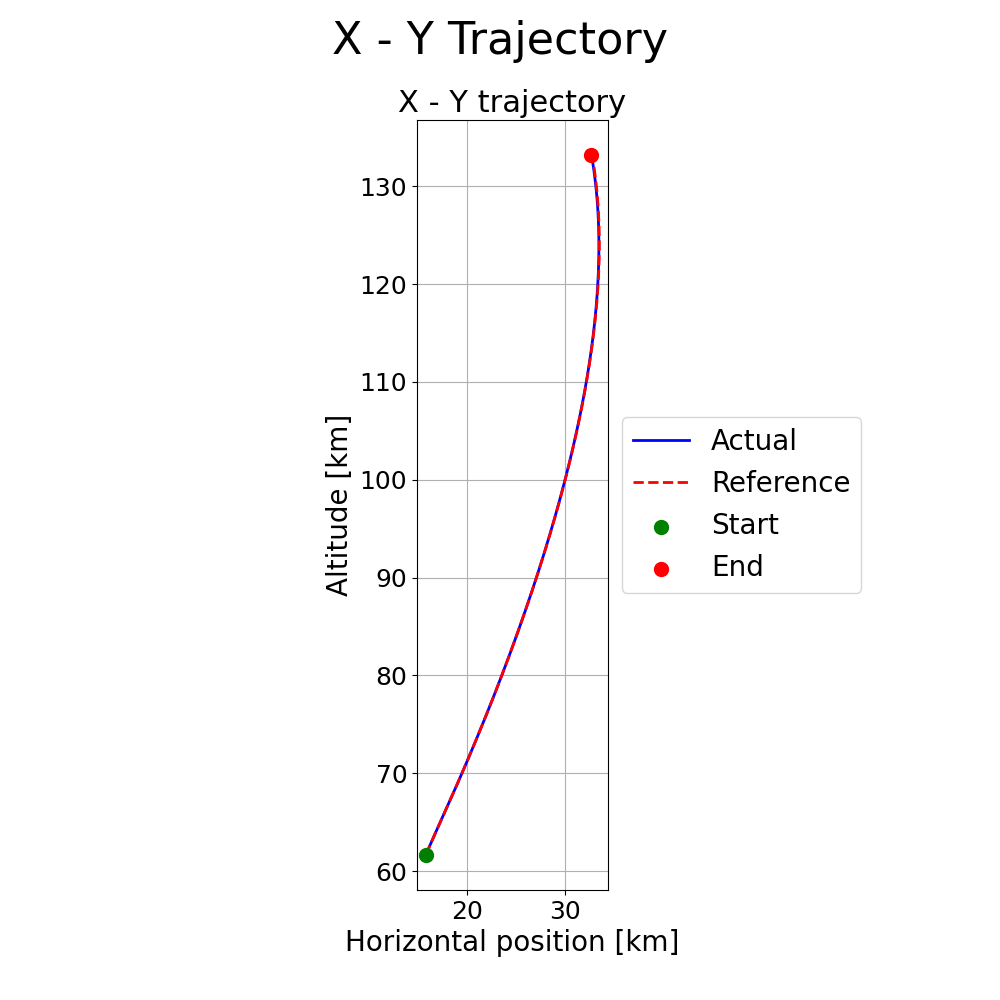 X - Y Trajectory
X - Y trajectory
130
120
110
100
90
80
70
60
Altitude [km]
20 30
Horizontal position [km]
Actual
Reference
Start
End